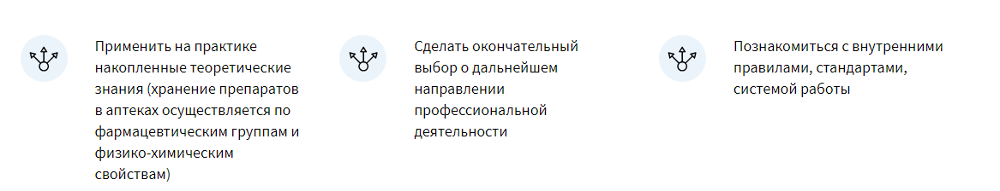 Применить на практике
накопленные теоретические
знания (хранение препаратов
в аптеках осуществляется по
фармацевтическим группам и
физико-химическим
свойствам)
Сделать окончательный
выбор о дальнейшем
направлении
профессиональной
деятельности
Познакомиться с внутренними
правилами, стандартами,
системой работы